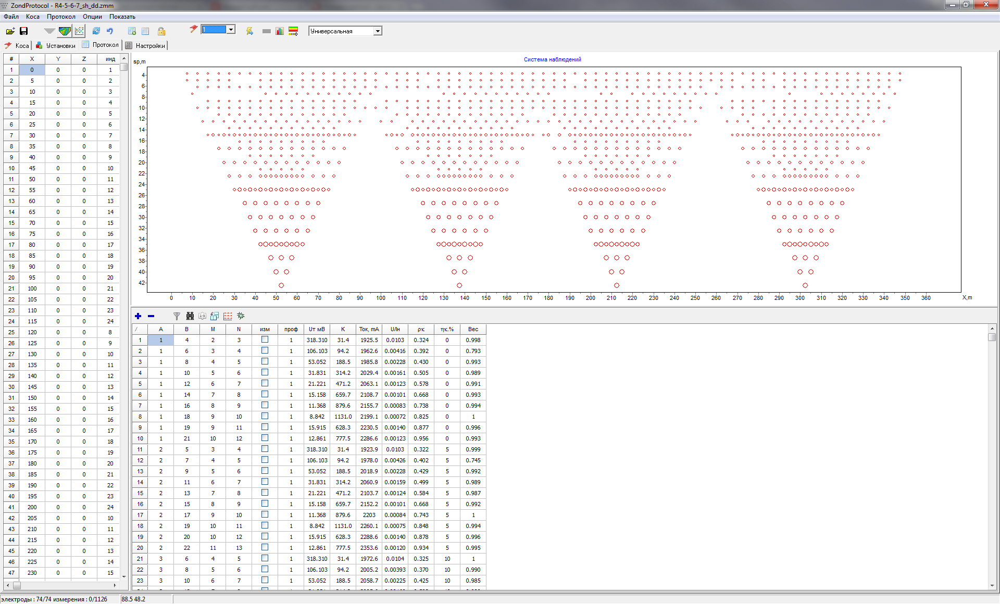 ZondProtocol - R4-5-6-7_sh_dd.zmm
Файл Коса Протокол Опции Показать
1 Универсальная
Коса Установки Протокол Настройки
# X Y Z инд
1 0 0 0 1
2 5 0 0 2
3 10 0 0 3
4 15 0 0 4
5 20 0 0 5
6 25 0 0 6
7 30 0 0 7
8 35 0 0 8
9 40 0 0 9
10 45 0 0 10
11 50 0 0 11
12 55 0 0 12
13 60 0 0 13
14 65 0 0 14
15 70 0 0 15
16 75 0 0 16
17 80 0 0 17
18 85 0 0 18
19 90 0 0 19
20 95 0 0 20
21 100 0 0 21
22 105 0 0 22
23 110 0 0 23
24 115 0 0 24
25 120 0 0 8
26 125 0 0 9
27 130 0 0 10
28 135 0 0 11
29 140 0 0 12
30 145 0 0 13
31 150 0 0 14
32 155 0 0 15
33 160 0 0 16
34 165 0 0 17
35 170 0 0 18
36 175 0 0 19
37 180 0 0 20
38 185 0 0 21
39 190 0 0 22
40 195 0 0 23
41 200 0 0 24
42 205 0 0 10
43 210 0 0 11
44 215 0 0 12
45 220 0 0 13
46 225 0 0 14
47 230 0 0 15
sp,m
Система наблюдений
4
6
8
10
12
14
16
18
20
22
24
26
28
30
32
34
36
38
40
42
0 10 20 30 40 50 60 70 80 90 100 110 120 130 140 150 160 170 180 190 200 210 220 230 240 250 260 270 280 290 300 310 320 330 340 350 360 X,m
1-9
/ A B M N изм проф Uт мВ K Ток, mA U/Iн ρκ ηκ.% Вес
1 1 4 2 3 1 318.310 31.4 1925.5 0.0103 0.324 0 0.998
2 1 6 3 4 1 106.103 94.2 1962.6 0.00416 0.392 0 0.793
3 1 8 4 5 1 53.052 188.5 1985.8 0.00228 0.430 0 0.993
4 1 10 5 6 1 31.831 314.2 2029.4 0.00161 0.505 0 0.989
5 1 12 6 7 1 21.221 471.2 2063.1 0.00123 0.578 0 0.991
6 1 14 7 8 1 15.158 659.7 2108.7 0.00101 0.668 0 0.993
7 1 16 8 9 1 11.368 879.6 2155.7 0.00083 0.738 0 0.994
8 1 18 9 10 1 8.842 1131.0 2199.1 0.00072 0.825 0 1
9 1 19 9 11 1 15.915 628.3 2230.5 0.00140 0.877 0 0.996
10 1 21 10 12 1 12.861 777.5 2286.6 0.00123 0.956 0 0.993
11 2 5 3 4 1 318.310 31.4 1923.9 0.0103 0.322 5 0.999
12 2 7 4 5 1 106.103 94.2 1978.0 0.00426 0.402 5 0.745
13 2 9 5 6 1 53.052 188.5 2018.9 0.00228 0.429 5 0.992
14 2 11 6 7 1 31.831 314.2 2060.9 0.00159 0.499 5 0.989
15 2 13 7 8 1 21.221 471.2 2103.7 0.00124 0.584 5 0.987
16 2 15 8 9 1 15.158 659.7 2152.2 0.00101 0.668 5 0.992
17 2 17 9 10 1 11.368 879.6 2203 0.00084 0.743 5 1
18 2 19 10 11 1 8.842 1131.0 2260.1 0.00075 0.848 5 0.994
19 2 20 10 12 1 15.915 628.3 2288.6 0.00140 0.878 5 0.996
20 2 22 11 13 1 12.861 777.5 2353.6 0.00120 0.934 5 0.995
21 3 6 4 5 1 318.310 31.4 1972.6 0.0104 0.325 10 1
22 3 8 5 6 1 106.103 94.2 2005.2 0.00393 0.370 10 0.990
23 3 10 6 7 1 53.052 188.5 2058.7 0.00225 0.425 10 0.985
электроды : 74/74 измерения : 0/1126 88.5 48.2